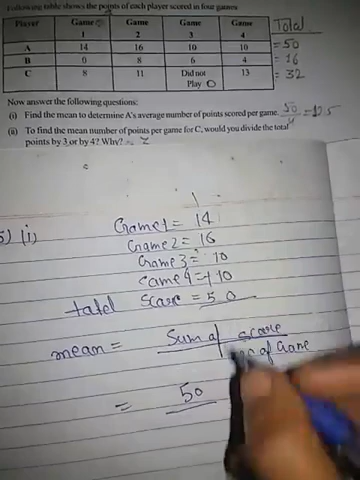 Following table shows the points of each player scored in four games:
Player Game 1 Game 2 Game 3 Game 4 Total
A 14 16 10 10 = 50
B 0 8 6 4 = 16
C 8 11 Did not Play 0 13 = 32
Now answer the following questions:
(i) Find the mean to determine A's average number of points scored per game. 50/4 = 12.5
(ii) To find the mean number of points per game for C, would you divide the total
points by 3 or by 4? Why?
5) (i) Game 1 = 14
Game 2 = 16
Game 3 = 10
Game 4 = +10
total Score = 50
mean = Sum of score
of Game
= 50